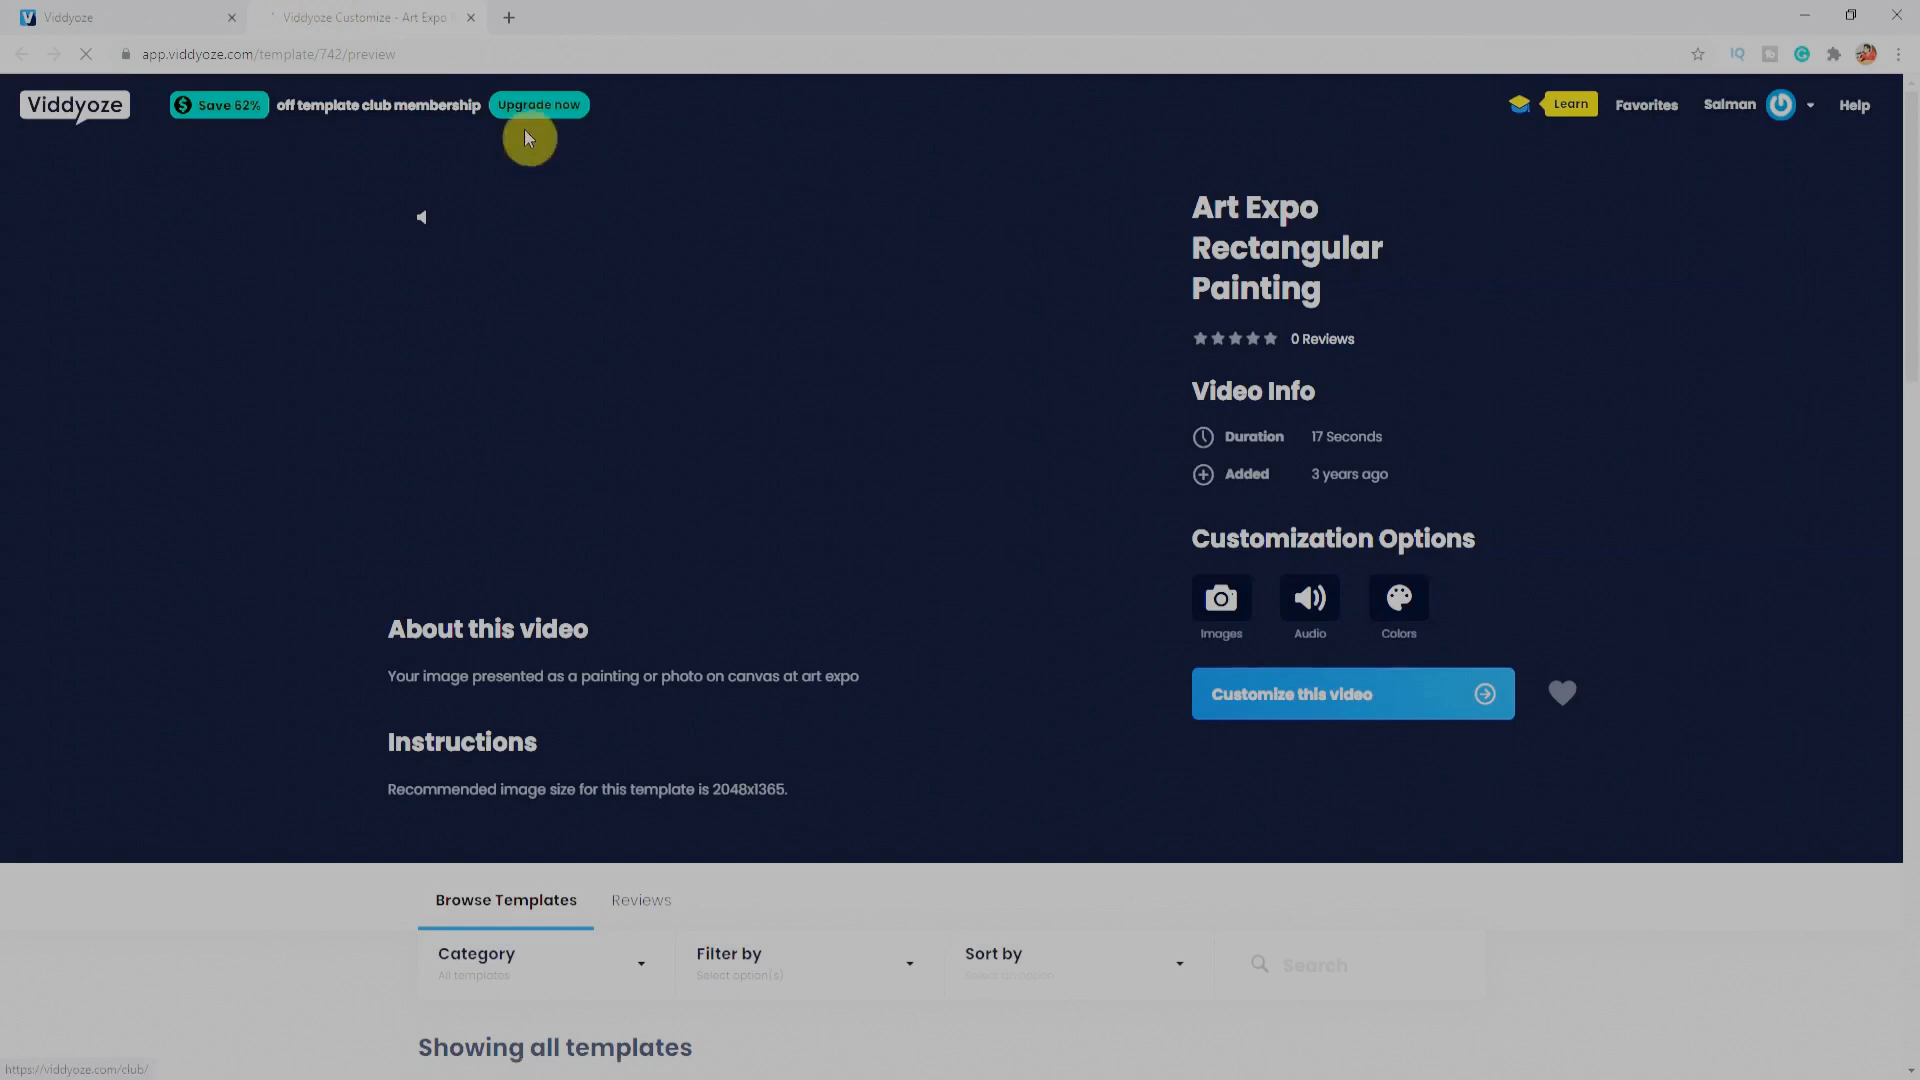 Viddyoze
Viddyoze Customize - Art Expo
app.viddyoze.com/template/742/preview
Viddyoze
Save 62% off template club membership Upgrade now
Learn Favorites Salman Help
Art Expo
Rectangular
Painting
0 Reviews
Video Info
Duration 17 Seconds
Added 3 years ago
Customization Options
Images Audio Colors
Customize this video
About this video
Your image presented as a painting or photo on canvas at art expo
Instructions
Recommended image size for this template is 2048x1365.
Browse Templates Reviews
Category Filter by Sort by
All templates Select option(s) Select an option
Search
Showing all templates
https://viddyoze.com/club/